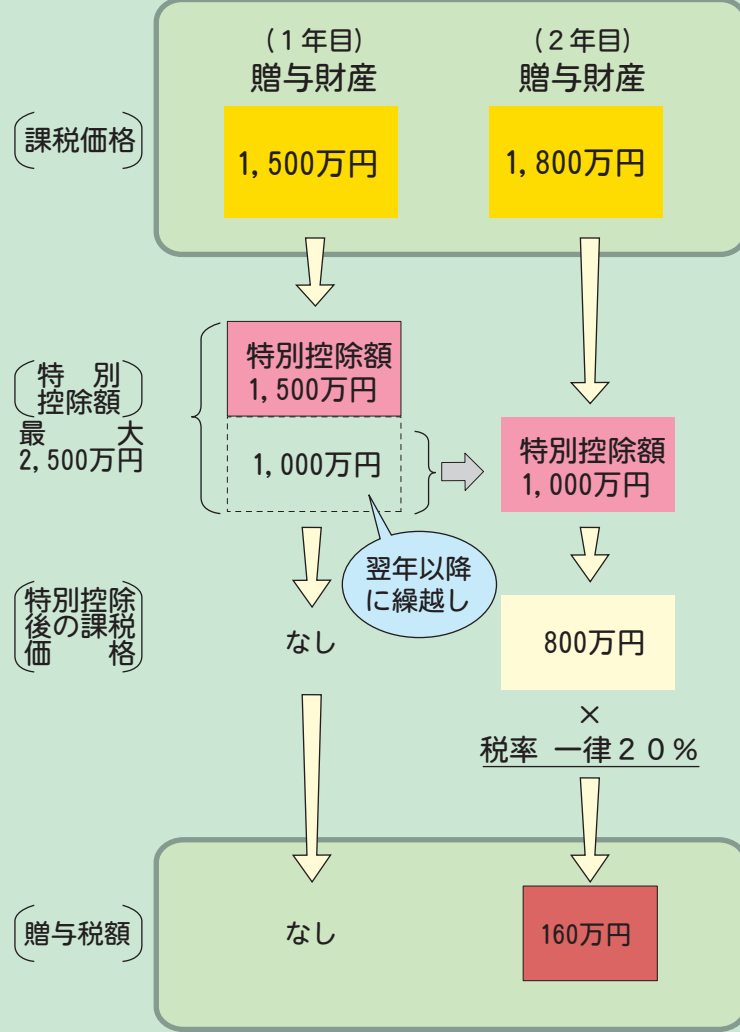 (1年目)
贈与財産
(2年目)
贈与財産
〔課税価格〕
1,500万円
1,800万円
〔特別
控除額〕
最大
2,500万円
特別控除額
1,500万円
1,000万円
特別控除額
1,000万円
翌年以降
に繰越し
〔特別控除
後の課税
価格〕
なし
800万円
×
税率 一律20%
〔贈与税額〕
なし
160万円